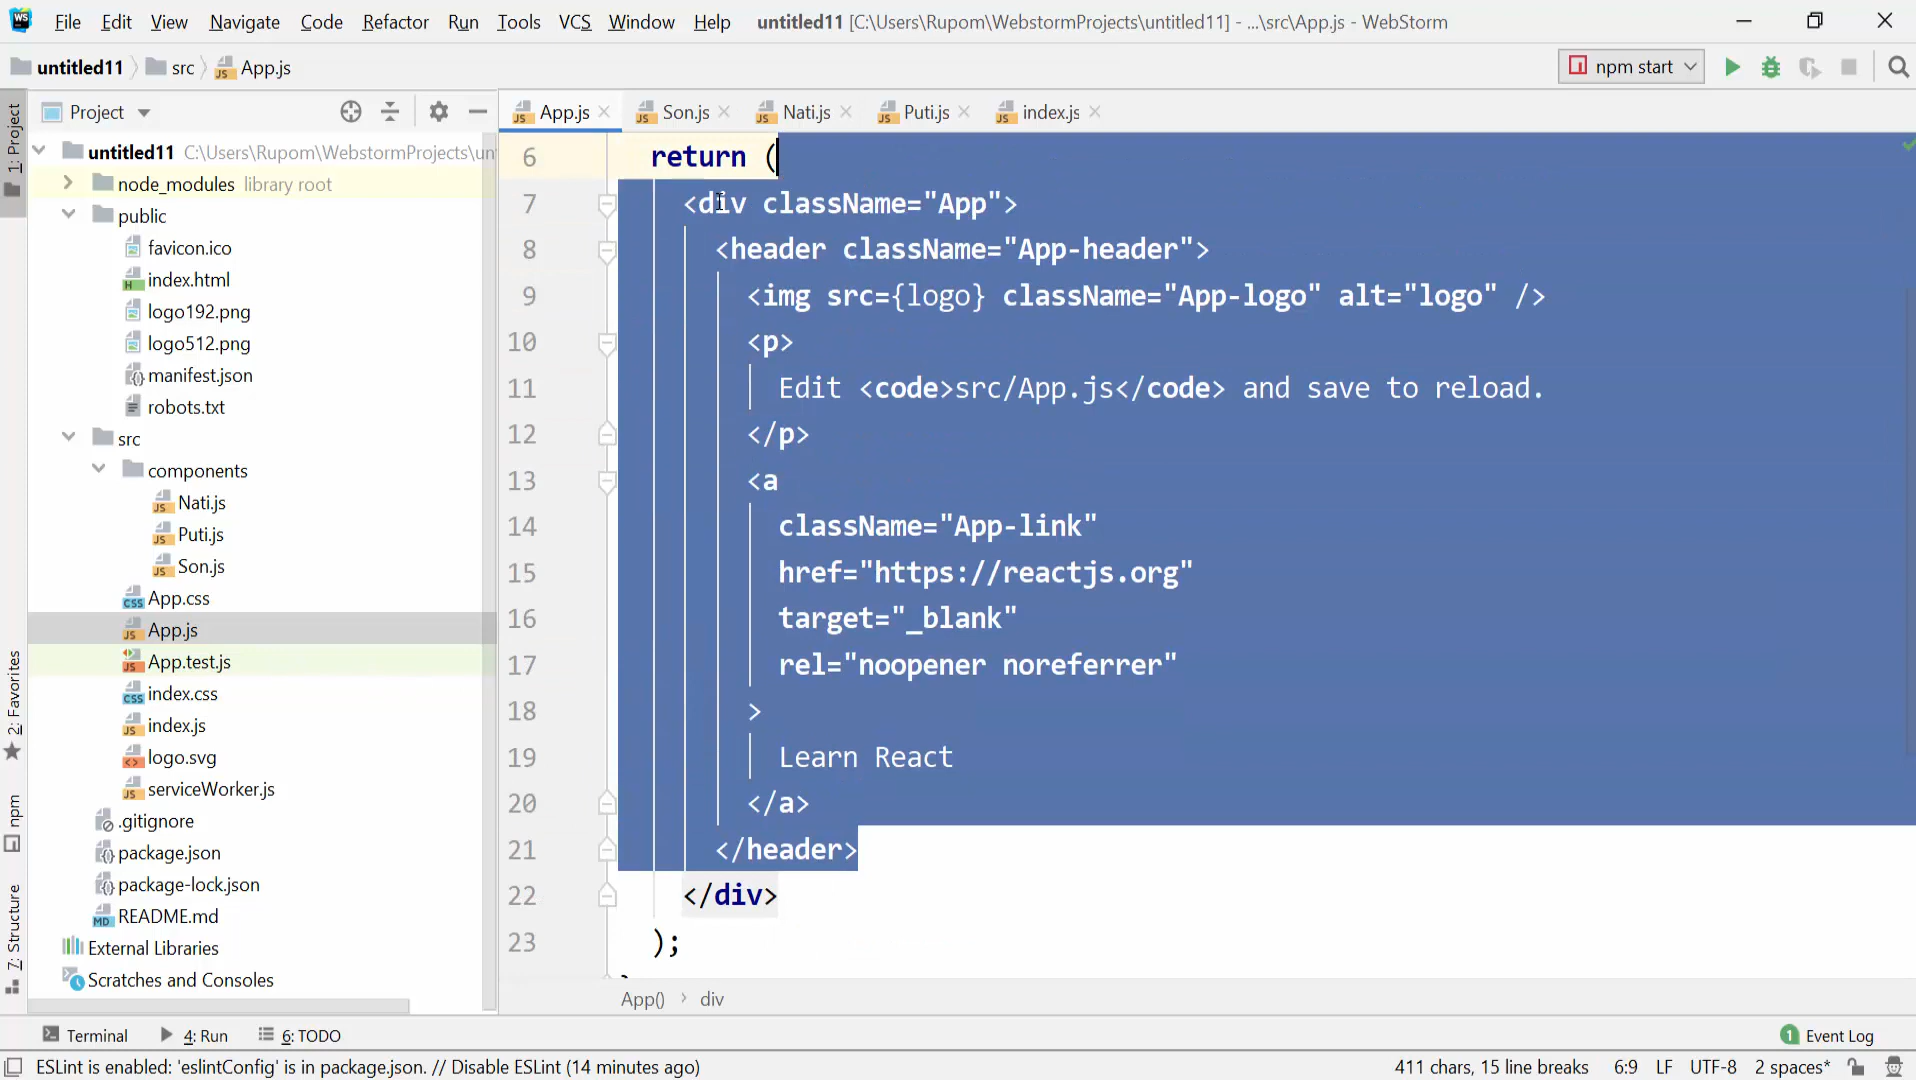 WS File Edit View Navigate Code Refactor Run Tools VCS Window Help untitled11 [C:\Users\Rupom\WebstormProjects\untitled11] - ...\src\App.js - WebStorm
untitled11 src App.js npm start
Project App.js Son.js Nati.js Puti.js index.js
1: Project
2: Favorites
npm
7: Structure
untitled11 C:\Users\Rupom\WebstormProjects\un
node_modules library root
public
favicon.ico
index.html
logo192.png
logo512.png
manifest.json
robots.txt
src
components
Nati.js
Puti.js
Son.js
App.css
App.js
App.test.js
index.css
index.js
logo.svg
serviceWorker.js
.gitignore
package.json
package-lock.json
README.md
External Libraries
Scratches and Consoles
6 return (
7 <div className="App">
8 <header className="App-header">
9 <img src={logo} className="App-logo" alt="logo" />
10 <p>
11 Edit <code>src/App.js</code> and save to reload.
12 </p>
13 <a
14 className="App-link"
15 href="https://reactjs.org"
16 target="_blank"
17 rel="noopener noreferrer"
18 >
19 Learn React
20 </a>
21 </header>
22 </div>
23 );
App() › div
Terminal 4: Run 6: TODO 1 Event Log
ESLint is enabled: 'eslintConfig' is in package.json. // Disable ESLint (14 minutes ago) 411 chars, 15 line breaks 6:9 LF UTF-8 2 spaces*